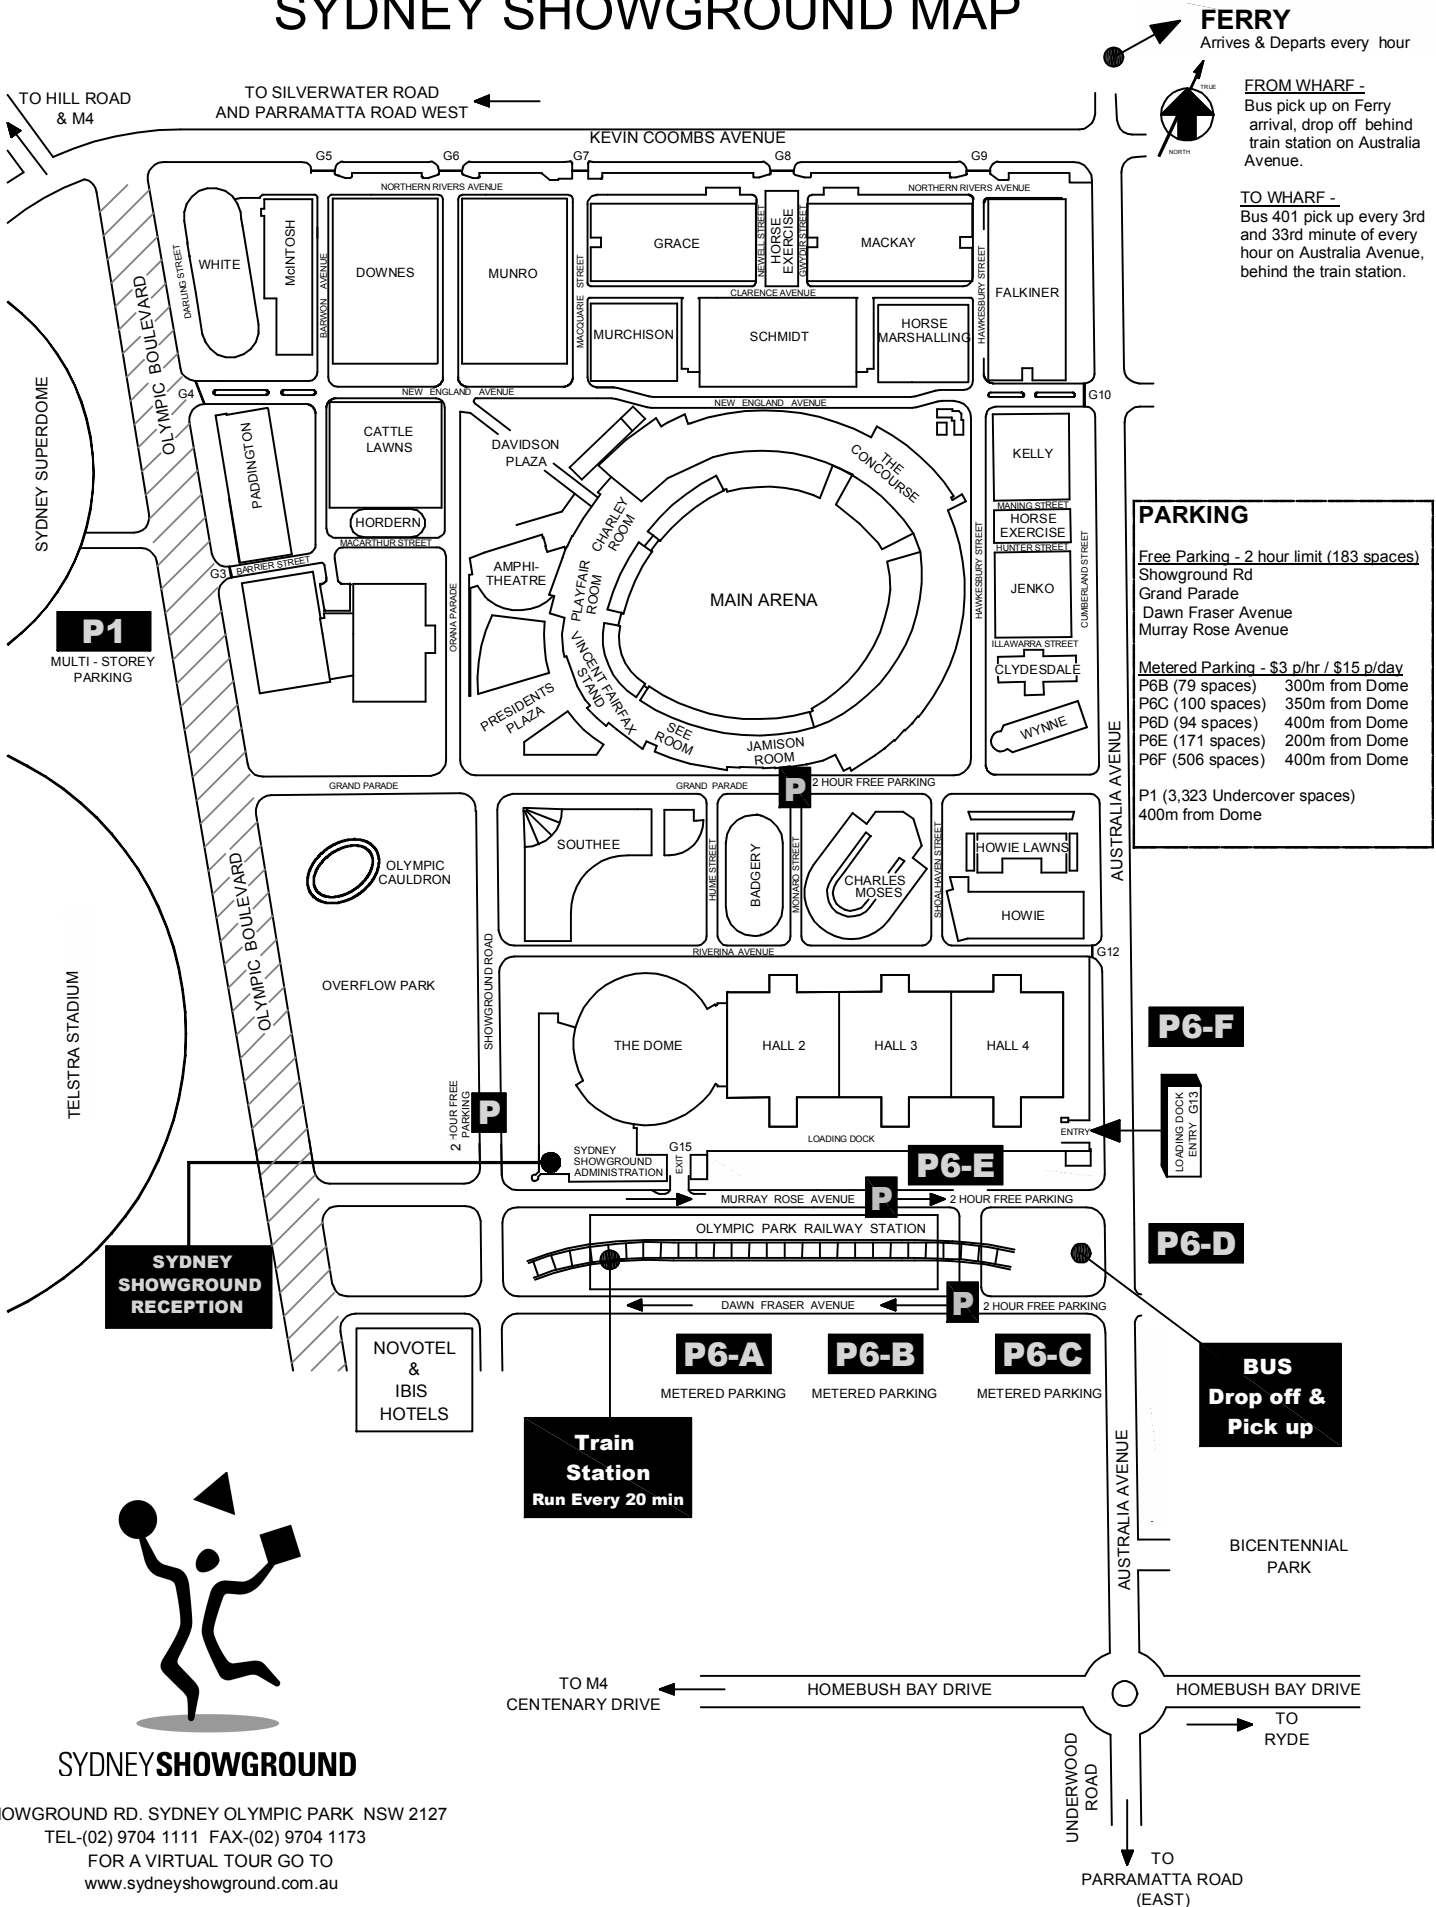 SYDNEY SHOWGROUND MAP
FERRY
Arrives & Departs every hour
TRUE
NORTH
FROM WHARF -
Bus pick up on Ferry
arrival, drop off behind
train station on Australia
Avenue.
TO WHARF -
Bus 401 pick up every 3rd
and 33rd minute of every
hour on Australia Avenue,
behind the train station.
TO HILL ROAD
& M4
TO SILVERWATER ROAD
AND PARRAMATTA ROAD WEST
KEVIN COOMBS AVENUE
G5
G6
G7
G8
G9
NORTHERN RIVERS AVENUE
NORTHERN RIVERS AVENUE
WHITE
McINTOSH
DOWNES
MUNRO
GRACE
HORSE
EXERCISE
MACKAY
FALKINER
DARLING STREET
BARWON AVENUE
MACQUARIE STREET
NEWELL STREET
GWYDIR STREET
HAWKESBURY STREET
CLARENCE AVENUE
MURCHISON
SCHMIDT
HORSE
MARSHALLING
OLYMPIC BOULEVARD
G4
NEW ENGLAND AVENUE
NEW ENGLAND AVENUE
G10
SYDNEY SUPERDOME
PADDINGTON
CATTLE
LAWNS
HORDERN
MACARTHUR STREET
BARRIER STREET
G3
DAVIDSON
PLAZA
THE
CONCOURSE
CHARLEY
ROOM
AMPHI-
THEATRE
PLAYFAIR
ROOM
MAIN ARENA
VINCENT FAIRFAX
STAND
PRESIDENTS
PLAZA
SEE
ROOM
JAMISON
ROOM
ORANA PARADE
HAWKESBURY STREET
KELLY
MANING STREET
HORSE
EXERCISE
HUNTER STREET
JENKO
ILLAWARRA STREET
CLYDESDALE
WYNNE
CUMBERLAND STREET
AUSTRALIA AVENUE
P1
MULTI - STOREY
PARKING
PARKING
Free Parking - 2 hour limit (183 spaces)
Showground Rd
Grand Parade
Dawn Fraser Avenue
Murray Rose Avenue
Metered Parking - $3 p/hr / $15 p/day
P6B (79 spaces) 300m from Dome
P6C (100 spaces) 350m from Dome
P6D (94 spaces) 400m from Dome
P6E (171 spaces) 200m from Dome
P6F (506 spaces) 400m from Dome
P1 (3,323 Undercover spaces)
400m from Dome
GRAND PARADE
GRAND PARADE
P
2 HOUR FREE PARKING
OLYMPIC
CAULDRON
SOUTHEE
HUME STREET
BADGERY
MONARO STREET
CHARLES
MOSES
SHOALHAVEN STREET
HOWIE LAWNS
HOWIE
RIVERINA AVENUE
G12
OLYMPIC BOULEVARD
OVERFLOW PARK
SHOWGROUND ROAD
TELSTRA STADIUM
THE DOME
HALL 2
HALL 3
HALL 4
P6-F
2 HOUR FREE
PARKING
P
LOADING DOCK
ENTRY
LOADING DOCK
ENTRY G13
SYDNEY
SHOWGROUND
ADMINISTRATION
G15
EXIT
P6-E
MURRAY ROSE AVENUE
P
2 HOUR FREE PARKING
OLYMPIC PARK RAILWAY STATION
P6-D
SYDNEY
SHOWGROUND
RECEPTION
DAWN FRASER AVENUE
P
2 HOUR FREE PARKING
NOVOTEL
&
IBIS
HOTELS
P6-A
METERED PARKING
P6-B
METERED PARKING
P6-C
METERED PARKING
BUS
Drop off &
Pick up
Train
Station
Run Every 20 min
AUSTRALIA AVENUE
BICENTENNIAL
PARK
TO M4
CENTENARY DRIVE
HOMEBUSH BAY DRIVE
HOMEBUSH BAY DRIVE
TO
RYDE
UNDERWOOD
ROAD
TO
PARRAMATTA ROAD
(EAST)
SYDNEYSHOWGROUND
HOWGROUND RD. SYDNEY OLYMPIC PARK NSW 2127
TEL-(02) 9704 1111 FAX-(02) 9704 1173
FOR A VIRTUAL TOUR GO TO
www.sydneyshowground.com.au